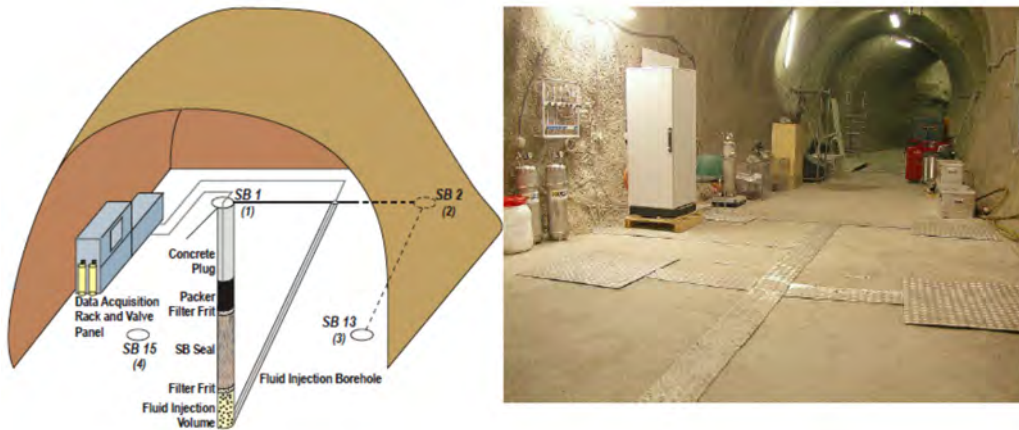 SB 1
(1)
SB 2
(2)
Concrete
Plug
Packer
Filter Frit
SB Seal
Filter Frit
Fluid Injection
Volume
Data Acquisition
Rack and Valve
Panel
SB 15
(4)
SB 13
(3)
Fluid Injection Borehole